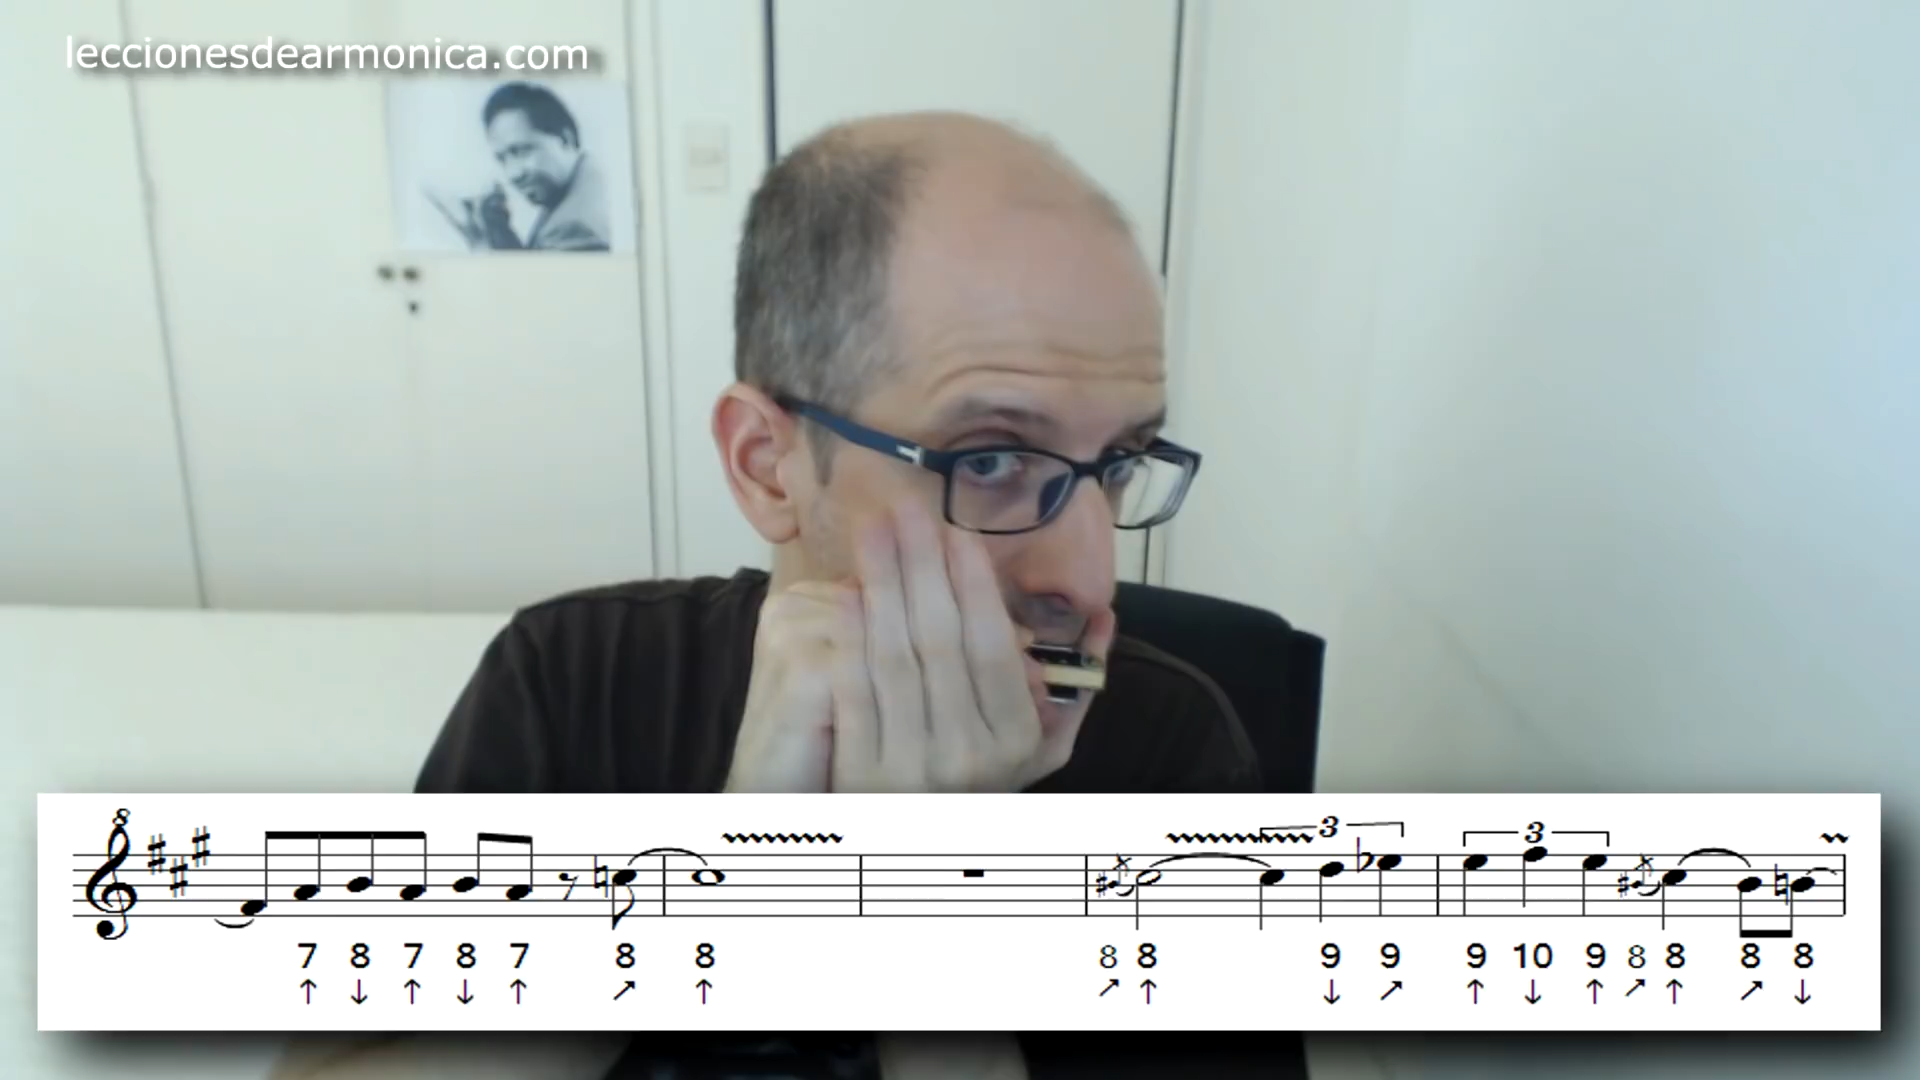 leccionesdearmonica.com
8
3 3
7 8 7 8 7 8 8 8 8 9 9 9 10 9 8 8 8 8
↑ ↓ ↑ ↓ ↑ ↗ ↑ ↗ ↑ ↓ ↗ ↑ ↓ ↑ ↗ ↑ ↗ ↓